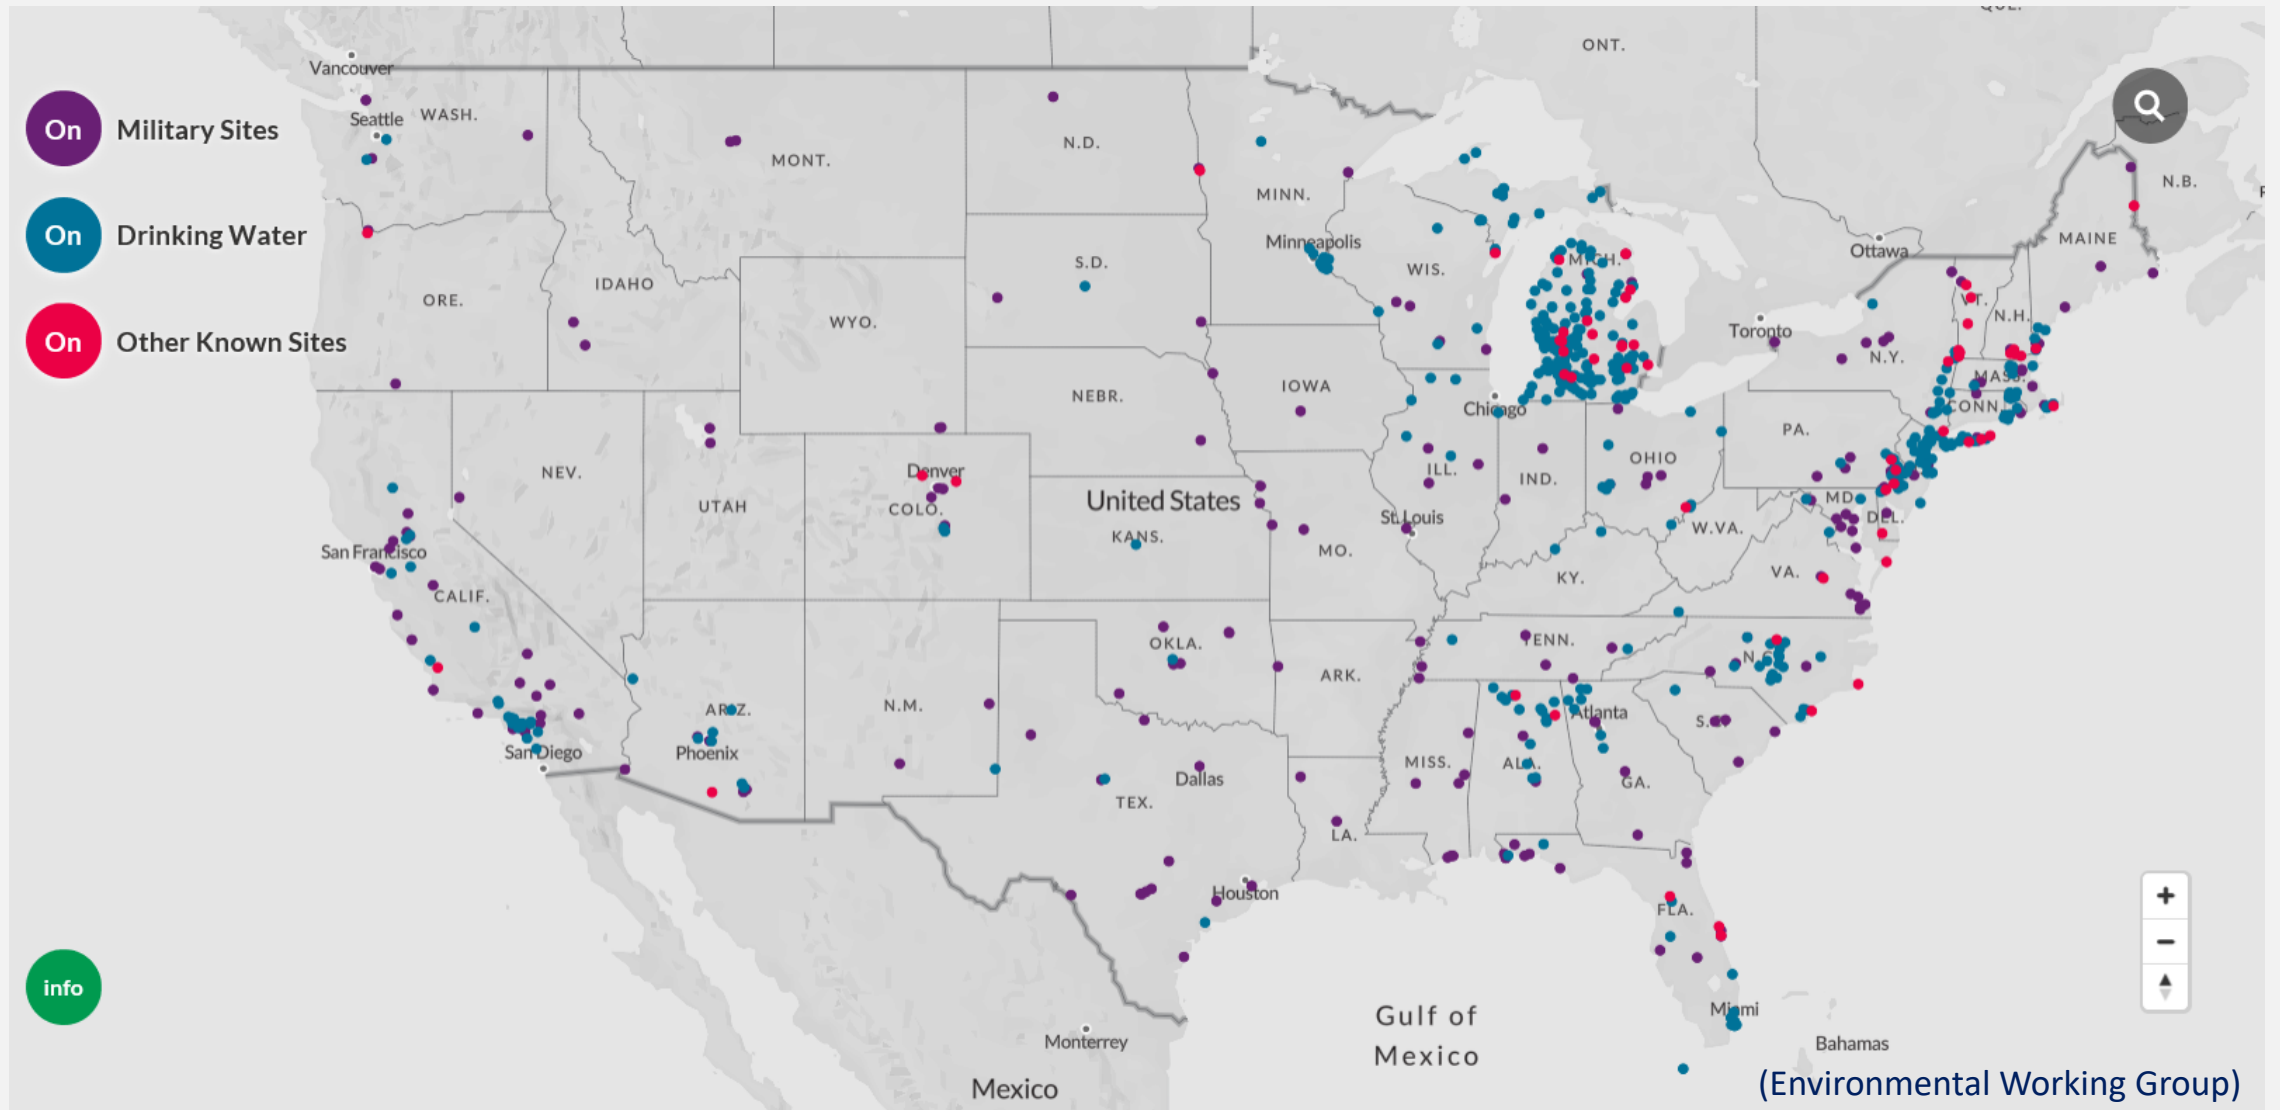 QUE.
ONT.
Vancouver
Seattle
WASH.
On Military Sites
N.D.
MONT.
MINN.
N.B.
On Drinking Water
Minneapolis
Ottawa
MAINE
S.D.
WIS.
MICH.
IDAHO
ORE.
VT.
N.H.
WYO.
Toronto
On Other Known Sites
N.Y.
IOWA
MASS.
NEBR.
Chicago
CONN.
PA.
Denver
NEV.
ILL.
IND.
OHIO
UTAH
United States
MD.
COLO.
St. Louis
DEL.
KANS.
W.VA.
San Francisco
MO.
KY.
VA.
CALIF.
OKLA.
TENN.
N.C.
ARK.
ARIZ.
N.M.
Atlanta
S.C.
Phoenix
San Diego
MISS.
ALA.
Dallas
GA.
TEX.
LA.
Houston
FLA.
info
+
−
Miami
Gulf of
Mexico
Monterrey
Bahamas
Mexico
(Environmental Working Group)